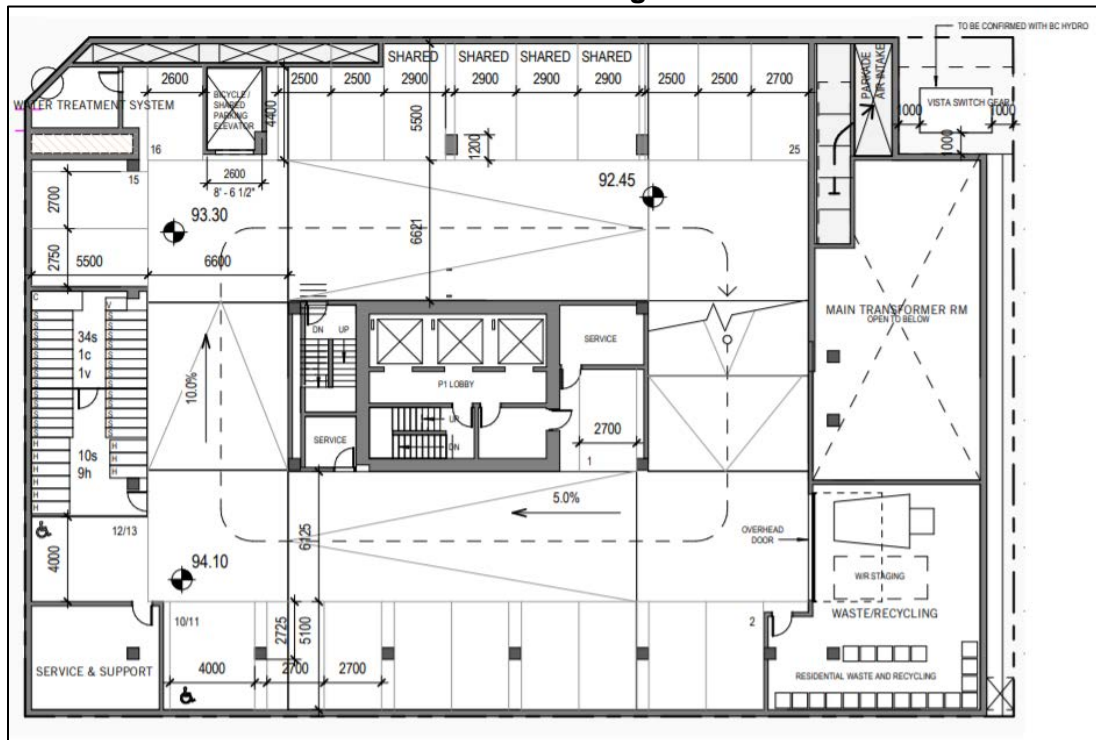 TO BE CONFIRMED WITH BC HYDRO
SHARED SHARED SHARED SHARED
2600 2500 2500 2900 2900 2900 2900 2500 2500 2700
PARKADE
AIR INTAKE
VISTA SWITCH GEAR
1000 1000
1000
WATER TREATMENT SYSTEM
BICYCLE /
SHARED
PARKING
ELEVATOR
4400
5500
1200
16
25
15
2600
8' - 6 1/2"
2700
93.30
92.45
6621
2750
5500 6600
C V
S S
34s
1c
1v
10.0%
DN UP
SERVICE
MAIN TRANSFORMER RM
OPEN TO BELOW
P1 LOBBY
UP
DN
SERVICE
2700
1
10s
9h
H H
5.0%
12/13
4000
6125
OVERHEAD
DOOR
W/R STAGING
94.10
WASTE/RECYCLING
10/11
2725
5100
2
SERVICE & SUPPORT
4000 2700 2700
RESIDENTIAL WASTE AND RECYCLING